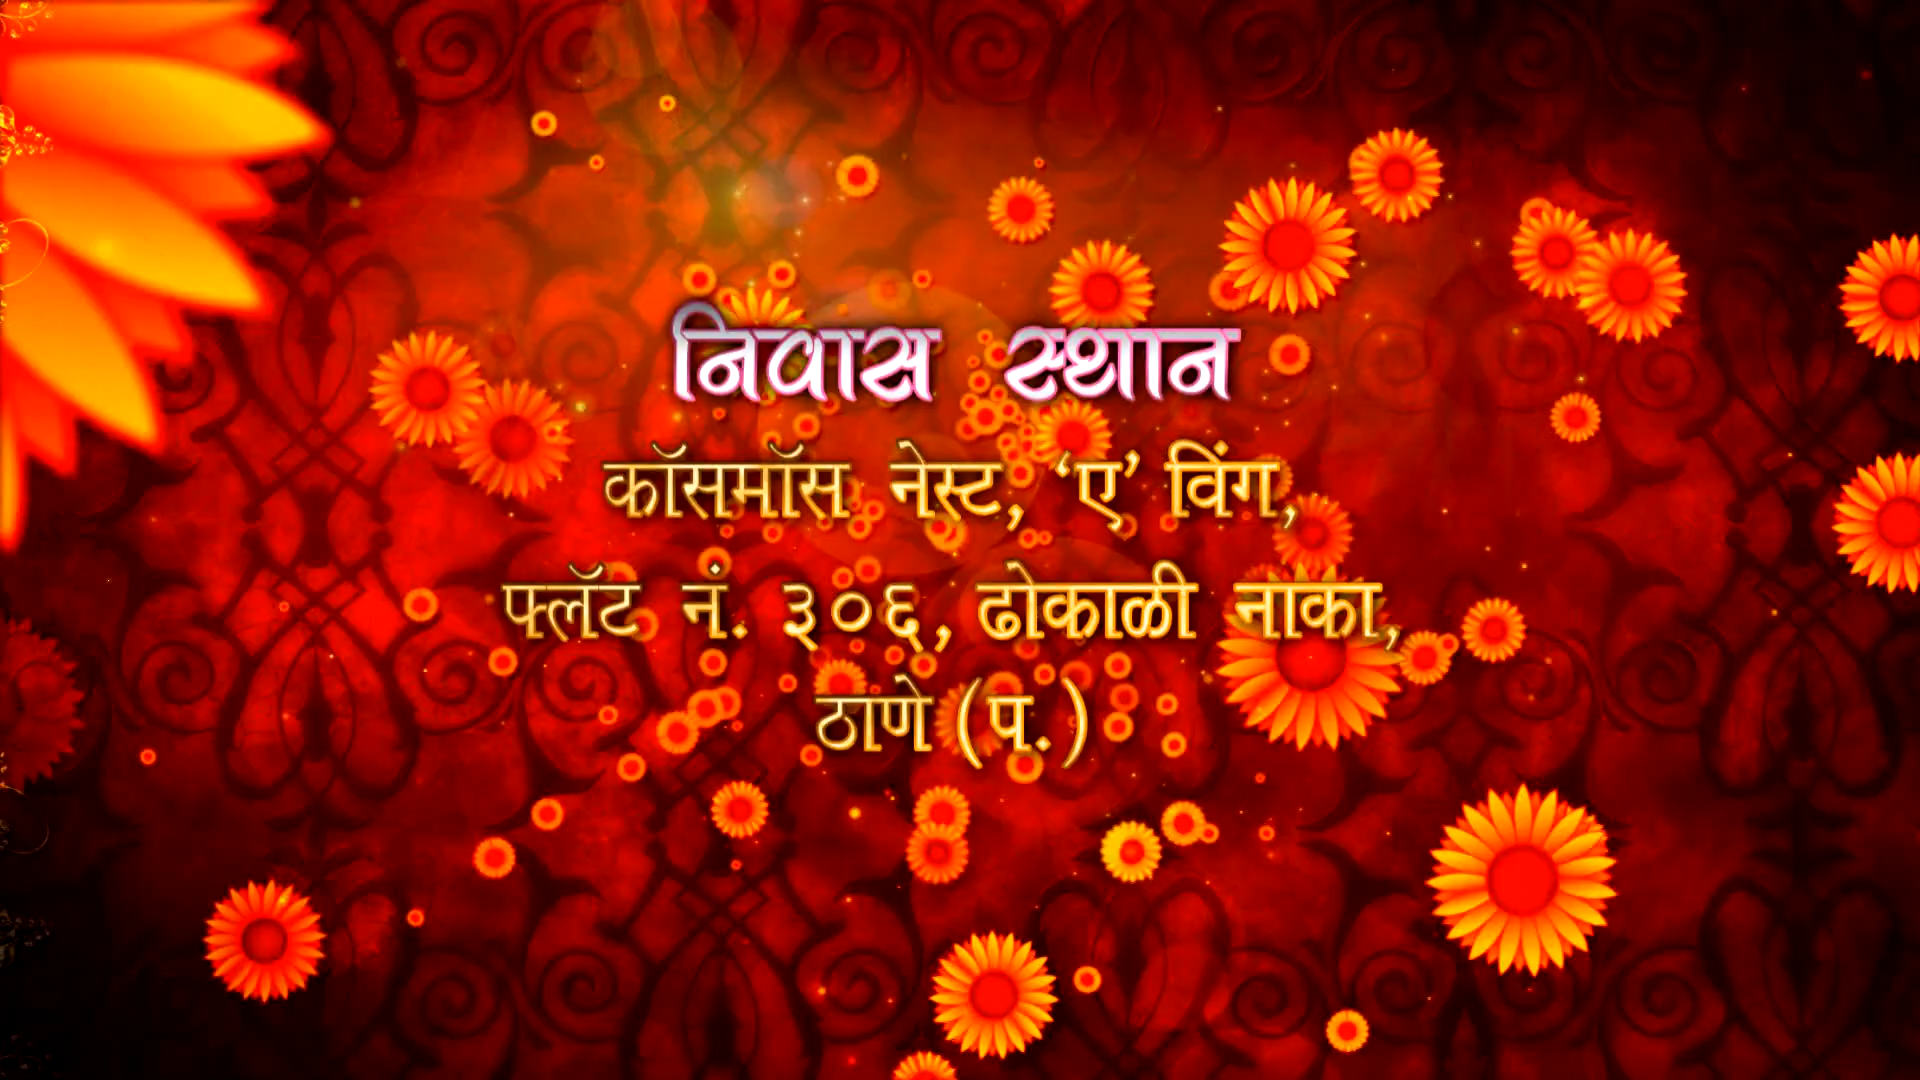 निवास स्थान
कॉसमॉस नेस्ट, ‘ए’ विंग,
फ्लॅट नं. ३०६, ढोकाळी नाका,
ठाणे (प.)